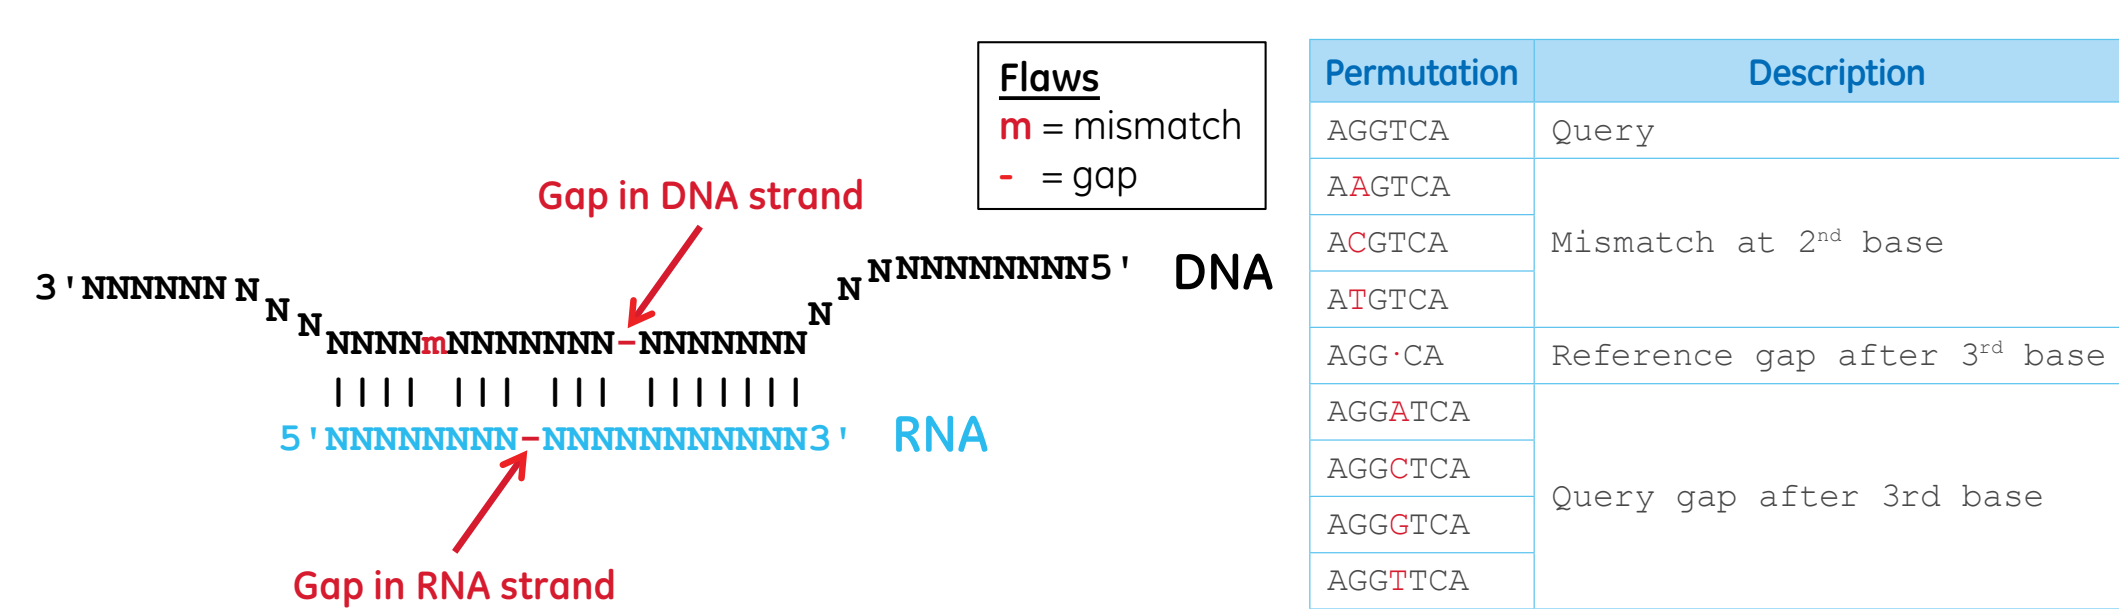 Flaws
m = mismatch
- = gap
Gap in DNA strand
3'NNNNNN N N N NNNNmNNNNNNN-NNNNNNN N N NNNNNNNNN5' DNA
|||| ||| ||| |||||||
5'NNNNNNNN-NNNNNNNNNNN3' RNA
Gap in RNA strand
Permutation Description
AGGTCA Query
AAGTCA
ACGTCA Mismatch at 2nd base
ATGTCA
AGG·CA Reference gap after 3rd base
AGGATCA
AGGCTCA
Query gap after 3rd base
AGGGTCA
AGGTTCA